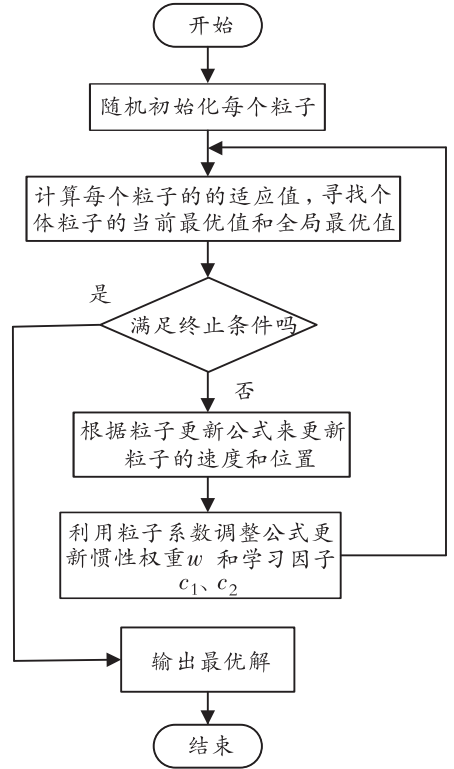 开始
随机初始化每个粒子
计算每个粒子的的适应值,寻找个
体粒子的当前最优值和全局最优值
是
满足终止条件吗
否
根据粒子更新公式来更新
粒子的速度和位置
利用粒子系数调整公式更
新惯性权重w 和学习因子
c₁、c₂
输出最优解
结束